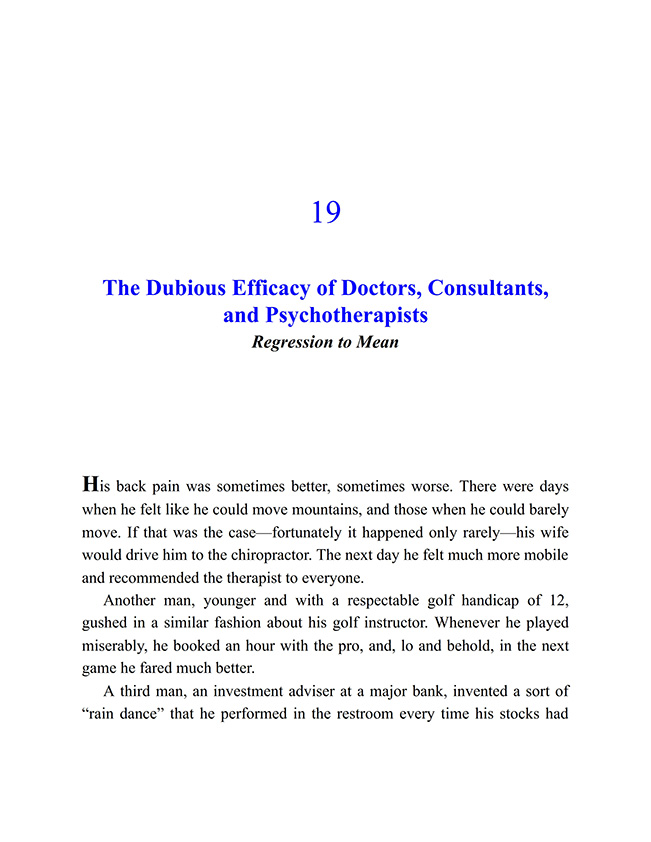 19
The Dubious Efficacy of Doctors, Consultants,
and Psychotherapists
Regression to Mean
His back pain was sometimes better, sometimes worse. There were days
when he felt like he could move mountains, and those when he could barely
move. If that was the case—fortunately it happened only rarely—his wife
would drive him to the chiropractor. The next day he felt much more mobile
and recommended the therapist to everyone.
Another man, younger and with a respectable golf handicap of 12,
gushed in a similar fashion about his golf instructor. Whenever he played
miserably, he booked an hour with the pro, and, lo and behold, in the next
game he fared much better.
A third man, an investment adviser at a major bank, invented a sort of
“rain dance” that he performed in the restroom every time his stocks had